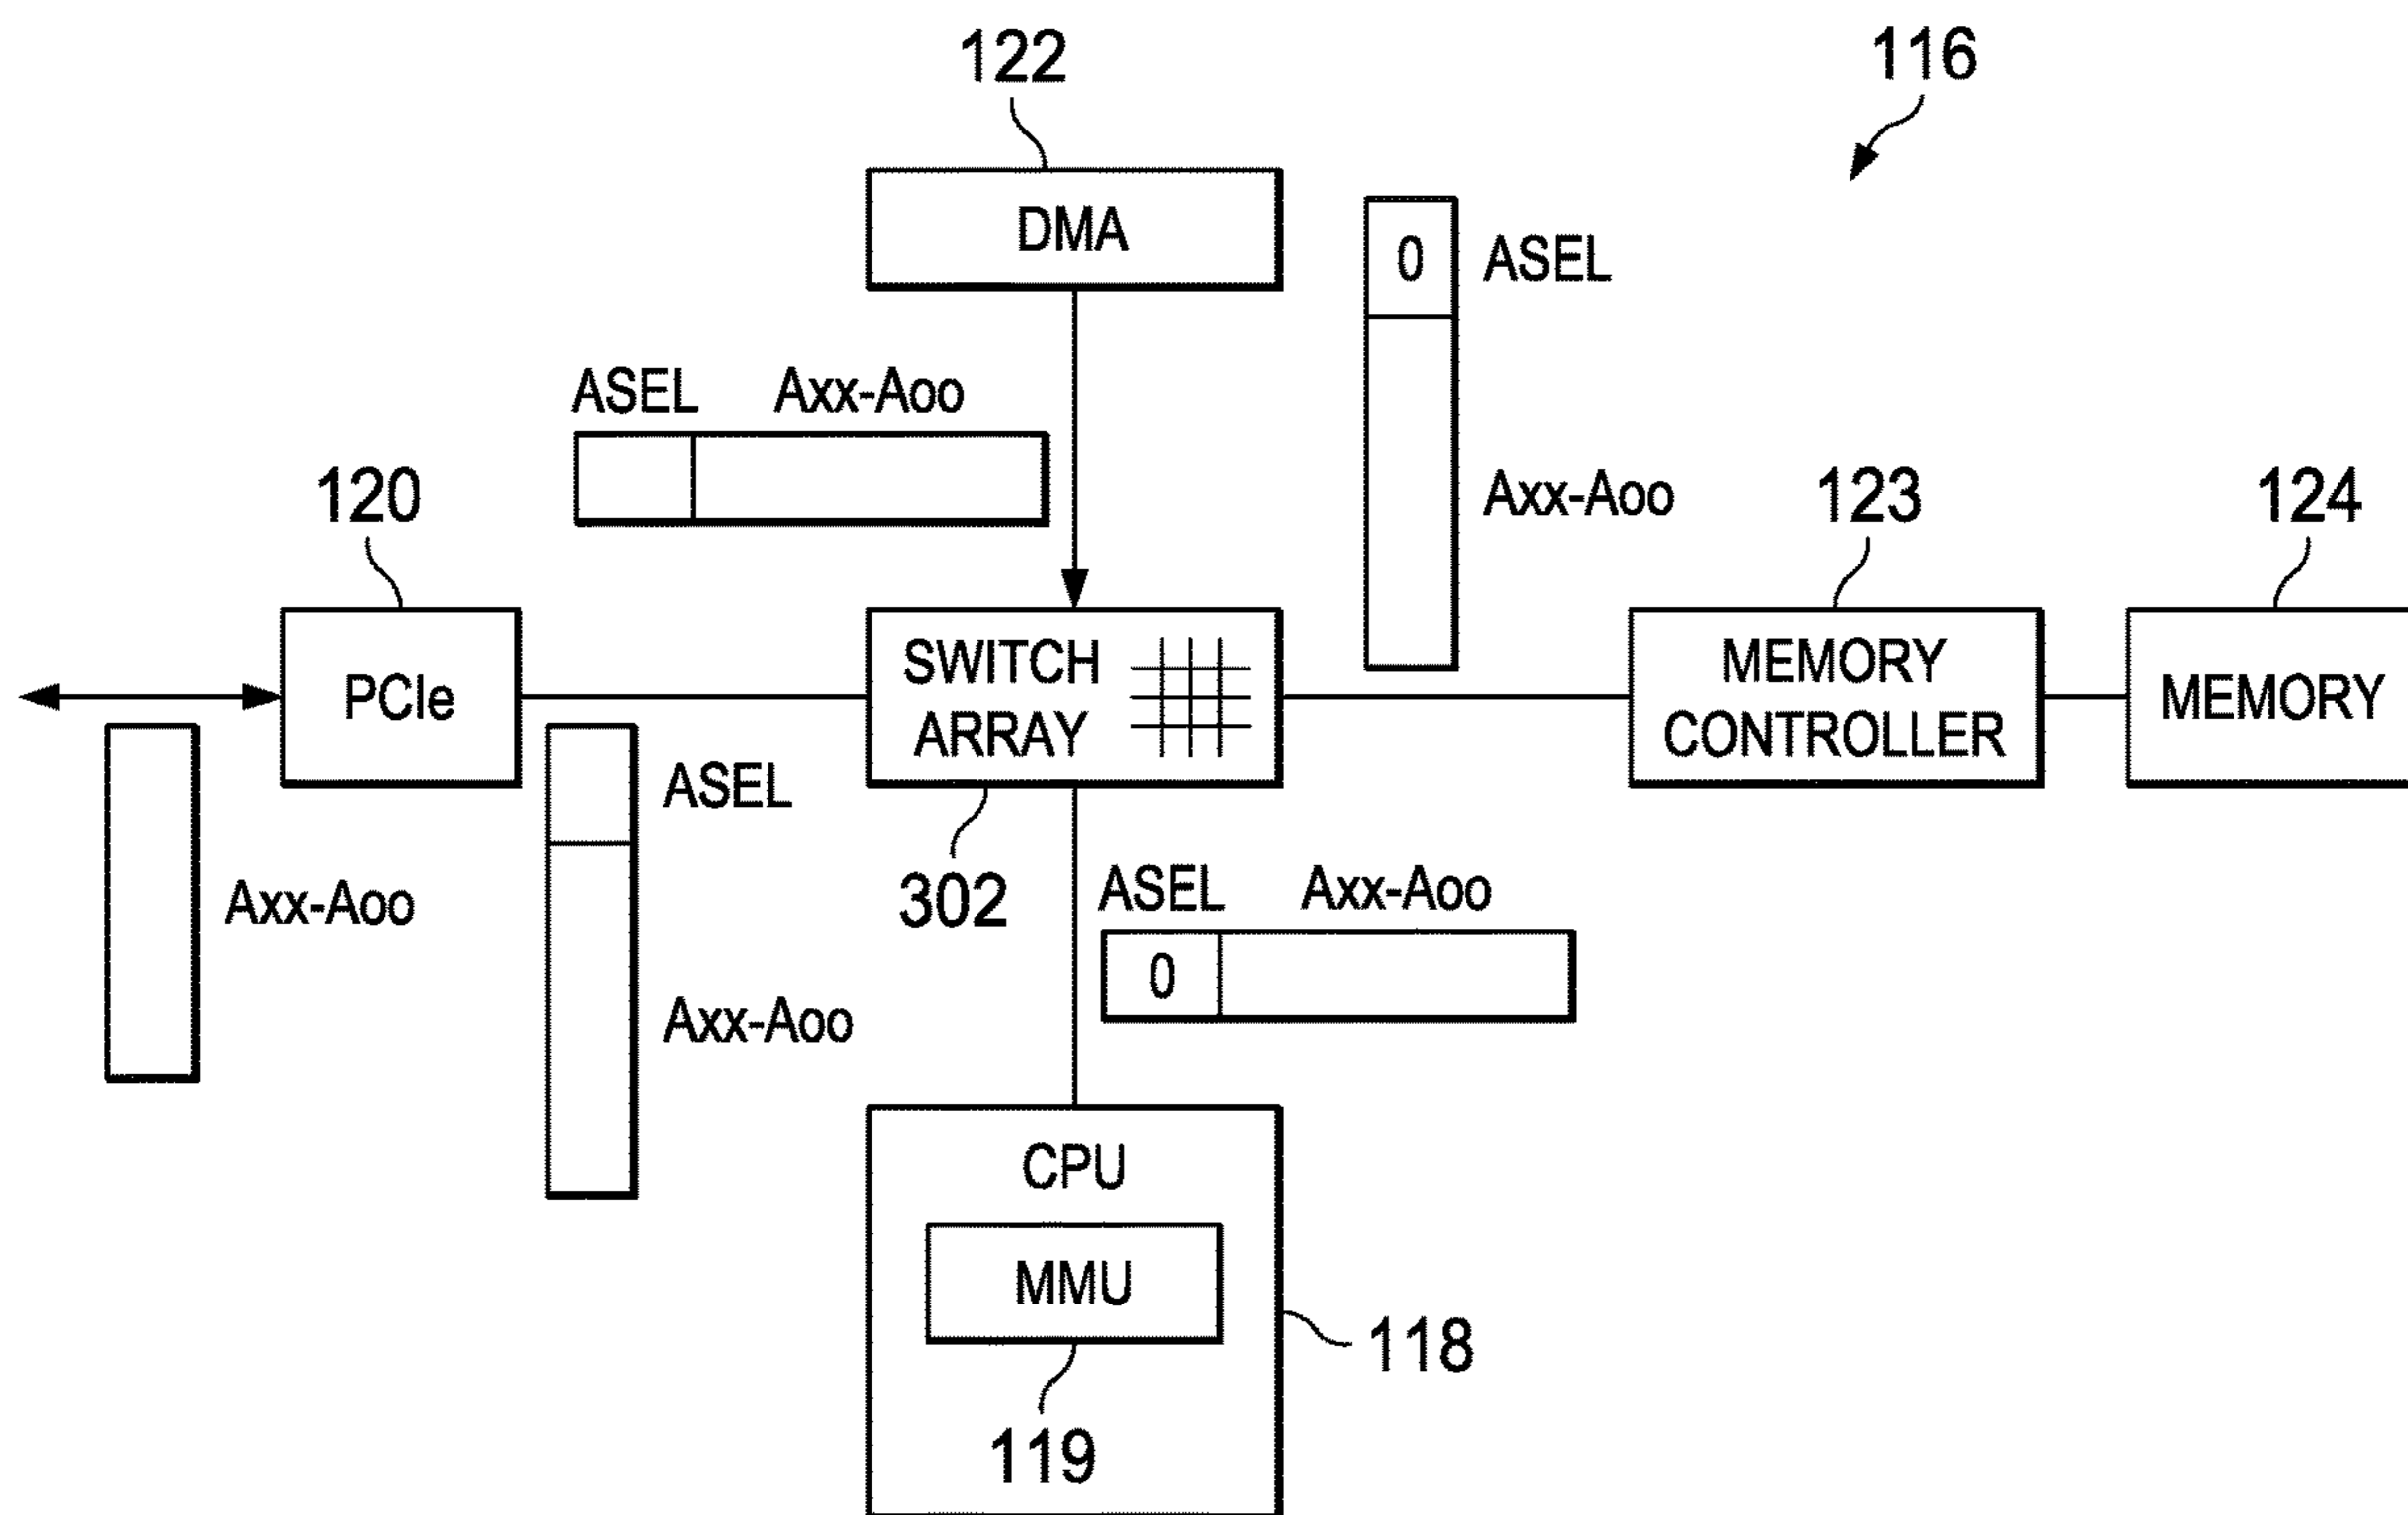 122
116
DMA
0
ASEL
ASEL
Axx-Aoo
120
Axx-Aoo
123
124
PCIe
SWITCH
ARRAY
MEMORY
CONTROLLER
MEMORY
ASEL
Axx-Aoo
302
ASEL
Axx-Aoo
0
Axx-Aoo
CPU
MMU
118
119